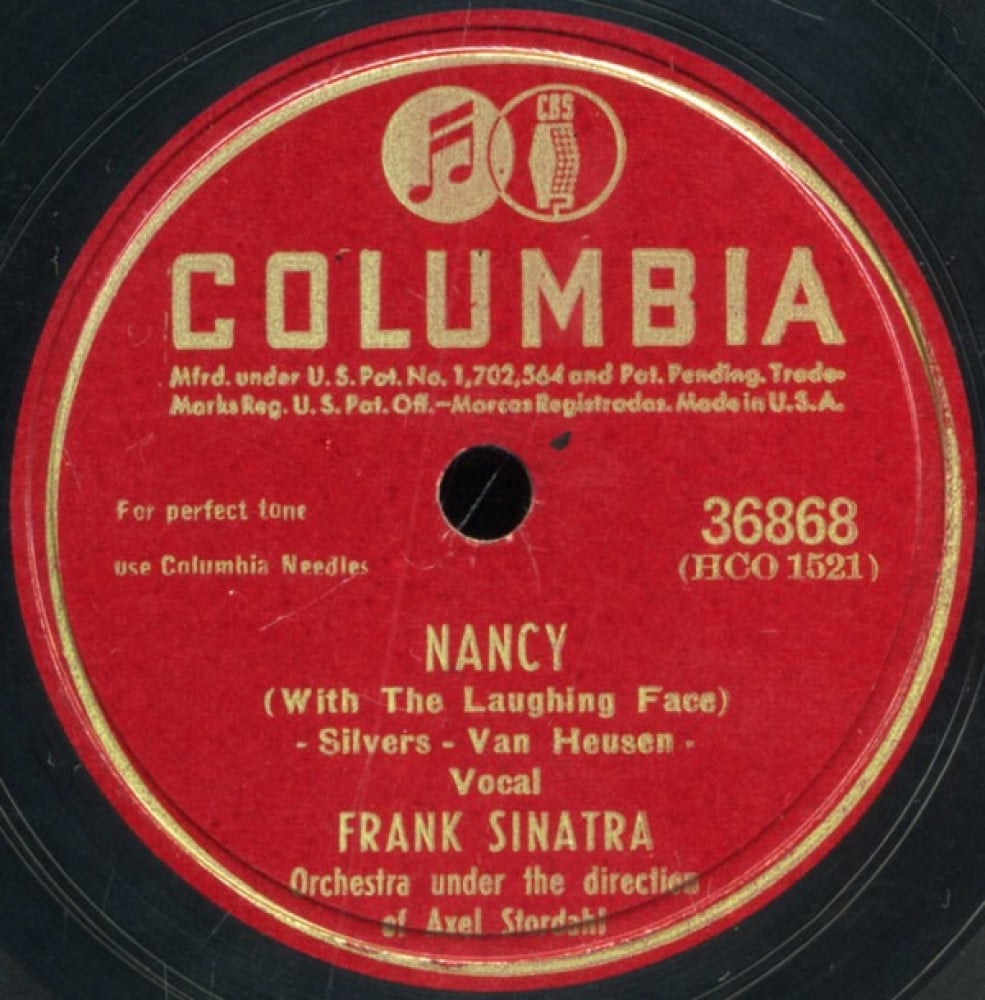 CBS
COLUMBIA
Mfrd. under U.S. Pat. No. 1,702,564 and Pat. Pending. Trade-
Marks Reg. U.S. Pat. Off.—Marcas Registradas. Made in U.S.A.
For perfect tone
use Columbia Needles
36868
(HCO 1521)
NANCY
(With The Laughing Face)
- Silvers - Van Heusen -
Vocal
FRANK SINATRA
Orchestra under the direction
of Axel Stordahl